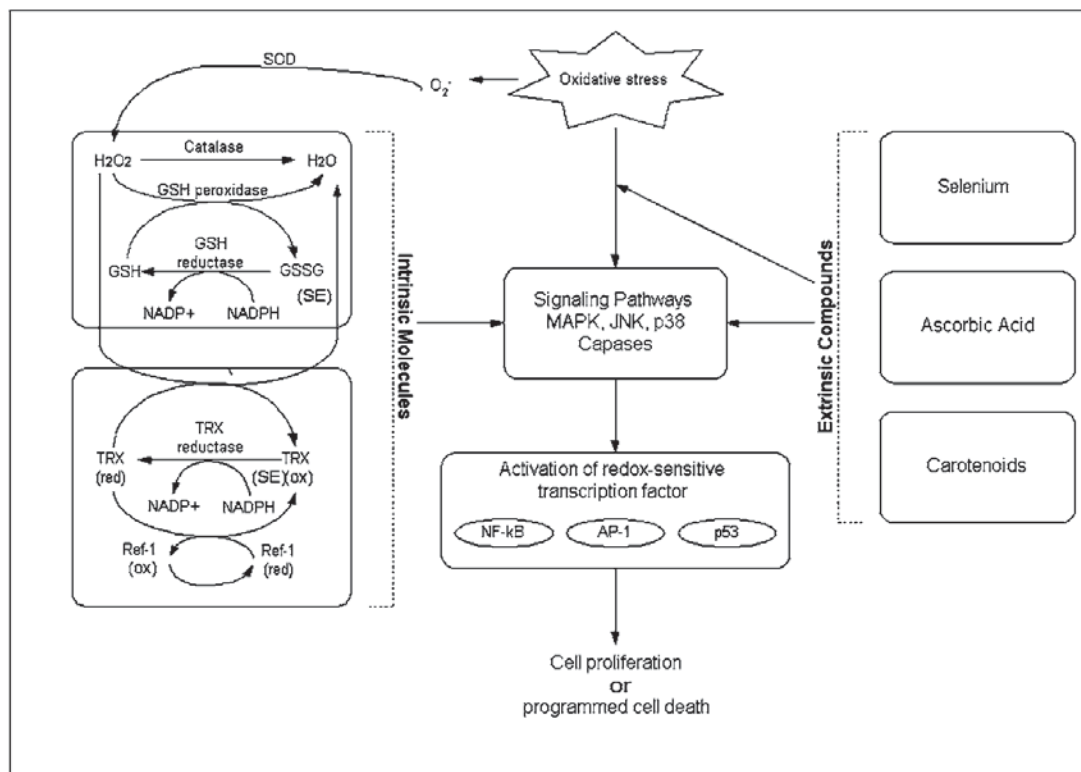 SOD
O2-
Oxidative stress
H2O2
Catalase
H2O
GSH peroxidase
GSH
GSH
reductase
GSSG
(SE)
NADP+
NADPH
TRX
(red)
TRX
reductase
TRX
(SE)(ox)
NADP+
NADPH
Ref-1
(ox)
Ref-1
(red)
Intrinsic Molecules
Signaling Pathways
MAPK, JNK, p38
Capases
Activation of redox-sensitive
transcription factor
NF-kB
AP-1
p53
Cell proliferation
or
programmed cell death
Extrinsic Compounds
Selenium
Ascorbic Acid
Carotenoids